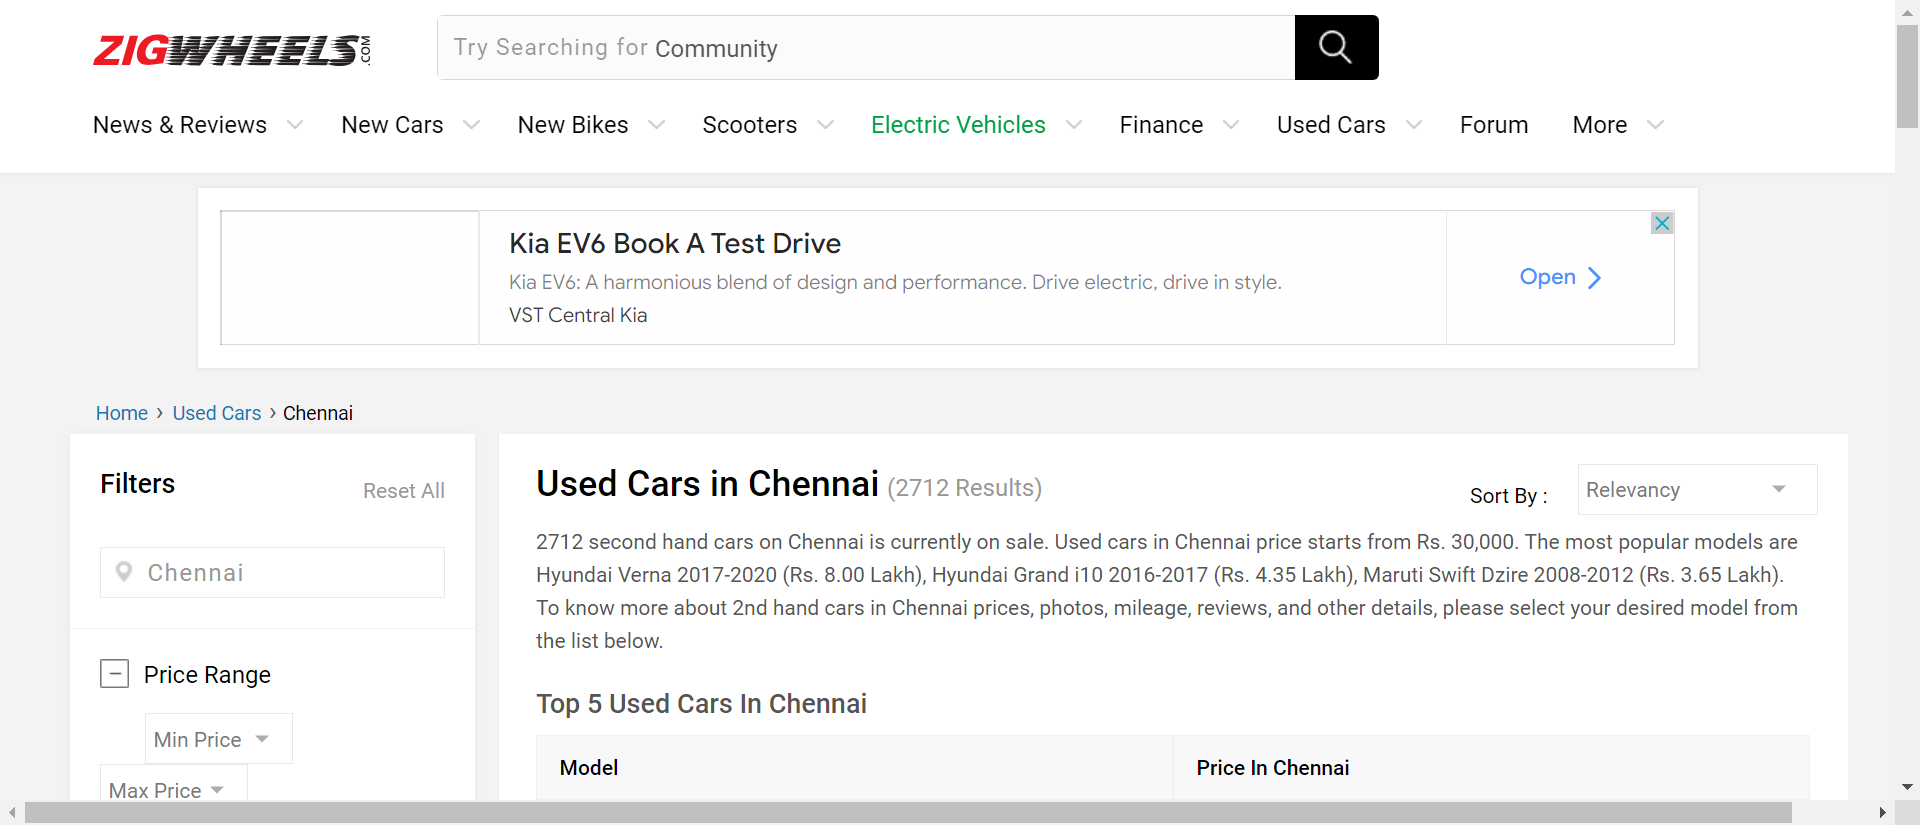 ZIGWHEELS.COM
Try Searching for Community
News & Reviews New Cars New Bikes Scooters Electric Vehicles Finance Used Cars Forum More
Kia EV6 Book A Test Drive
Kia EV6: A harmonious blend of design and performance. Drive electric, drive in style.
VST Central Kia
Open
Home › Used Cars › Chennai
Filters
Reset All
Chennai
Price Range
Min Price
Max Price
Used Cars in Chennai (2712 Results)
Sort By :
Relevancy
2712 second hand cars on Chennai is currently on sale. Used cars in Chennai price starts from Rs. 30,000. The most popular models are
Hyundai Verna 2017-2020 (Rs. 8.00 Lakh), Hyundai Grand i10 2016-2017 (Rs. 4.35 Lakh), Maruti Swift Dzire 2008-2012 (Rs. 3.65 Lakh).
To know more about 2nd hand cars in Chennai prices, photos, mileage, reviews, and other details, please select your desired model from
the list below.
Top 5 Used Cars In Chennai
Model
Price In Chennai